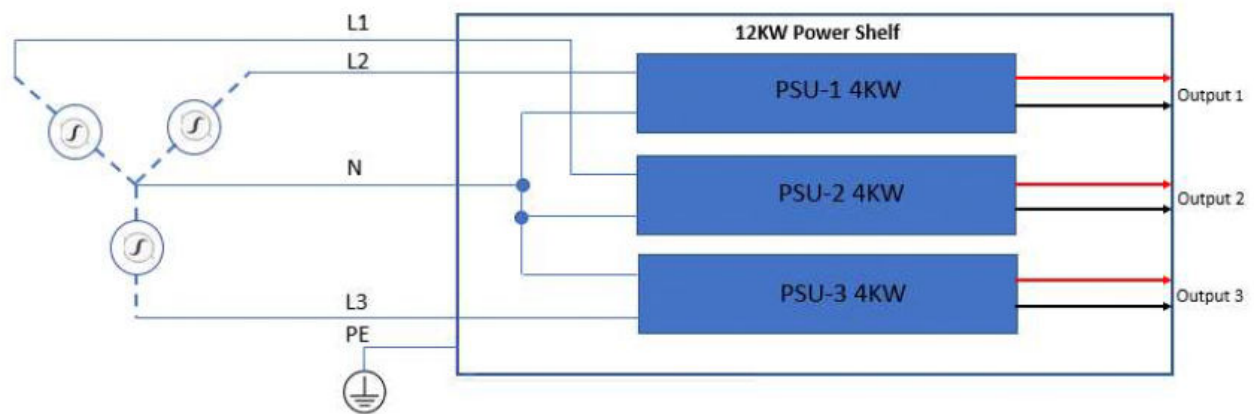 L1
12KW Power Shelf
L2
PSU-1 4KW
Output 1
N
PSU-2 4KW
Output 2
PSU-3 4KW
Output 3
L3
PE